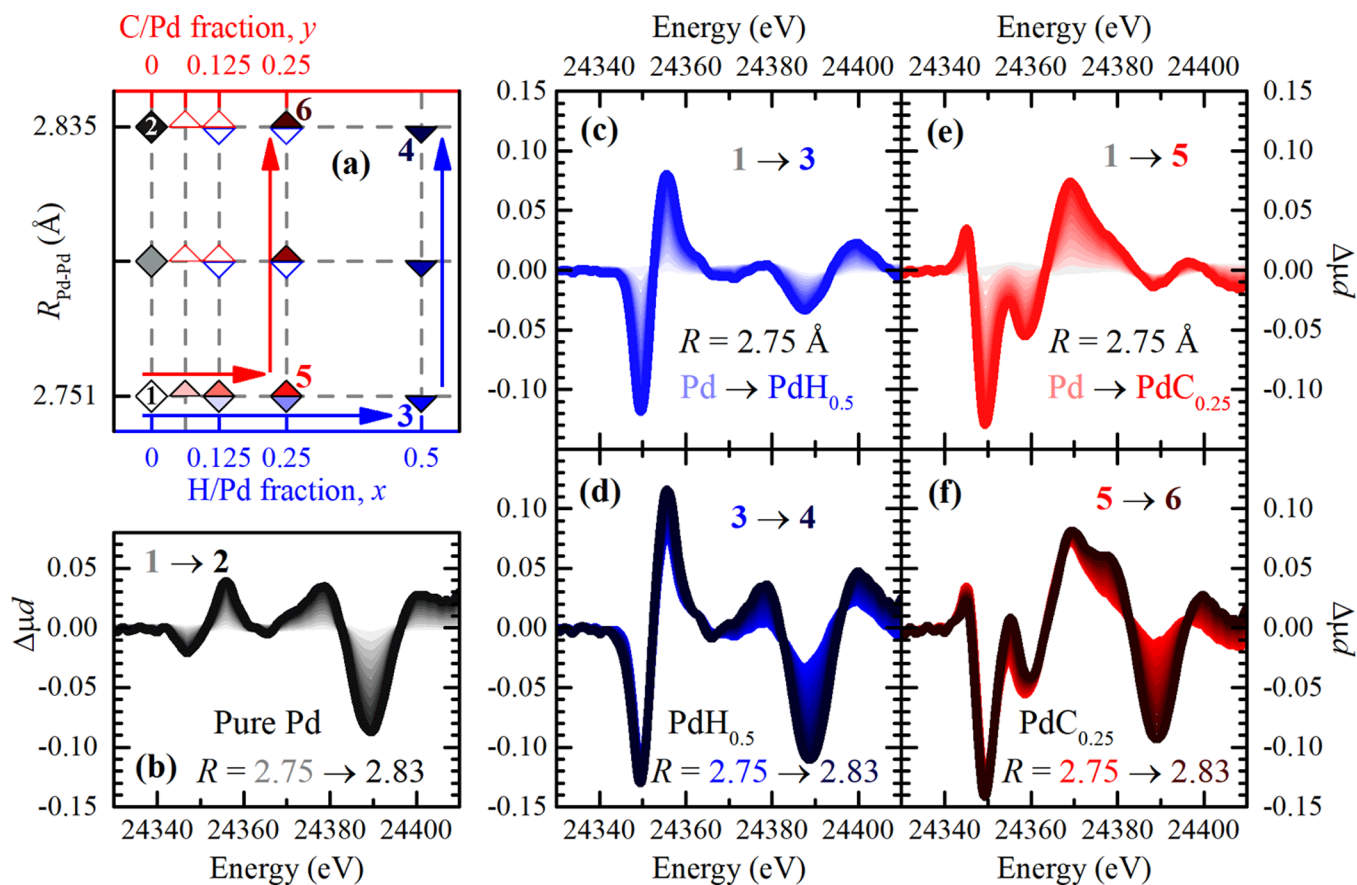 C/Pd fraction, y
0 0.125 0.25
2.835
2
6
4
(a)
R_Pd-Pd (Å)
2.751
1
5
3
0 0.125 0.25 0.5
H/Pd fraction, x
1 → 2
0.05
0.00
-0.05
-0.10
-0.15
Δμd
Pure Pd
(b) R = 2.75 → 2.83
24340 24360 24380 24400
Energy (eV)
Energy (eV)
24340 24360 24380 24400
0.15
0.10
0.05
0.00
-0.05
-0.10
(c)
1 → 3
R = 2.75 Å
Pd → PdH0.5
0.10
0.05
0.00
-0.05
-0.10
-0.15
(d)
3 → 4
PdH0.5
R = 2.75 → 2.83
24340 24360 24380 24400
Energy (eV)
Energy (eV)
24340 24360 24380 24400
(e)
1 → 5
R = 2.75 Å
Pd → PdC0.25
0.15
0.10
0.05
0.00
-0.05
-0.10
Δμd
(f)
5 → 6
PdC0.25
R = 2.75 → 2.83
0.10
0.05
0.00
-0.05
-0.10
-0.15
Δμd
24340 24360 24380 24400
Energy (eV)